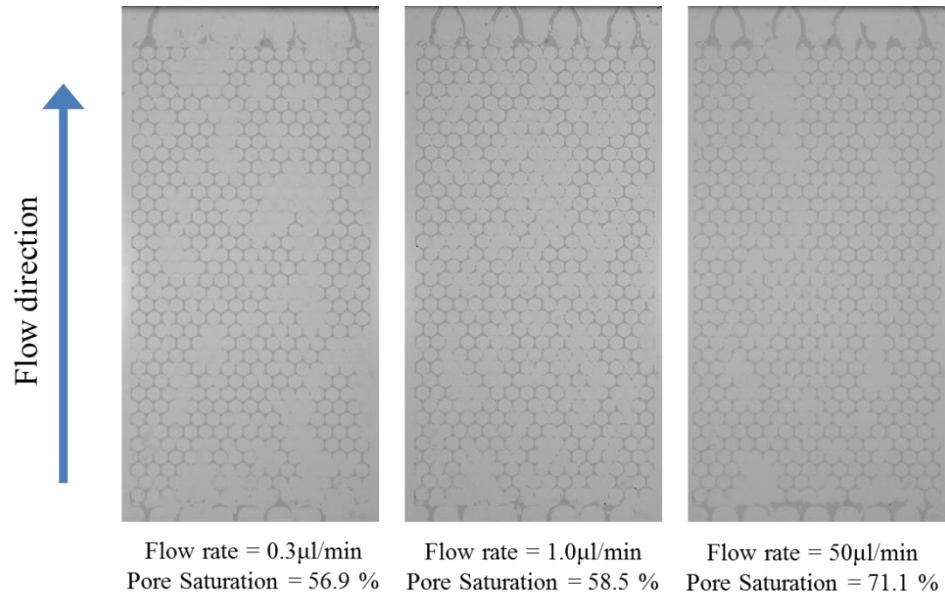 Flow direction
Flow rate = 0.3μl/min
Pore Saturation = 56.9 %
Flow rate = 1.0μl/min
Pore Saturation = 58.5 %
Flow rate = 50μl/min
Pore Saturation = 71.1 %